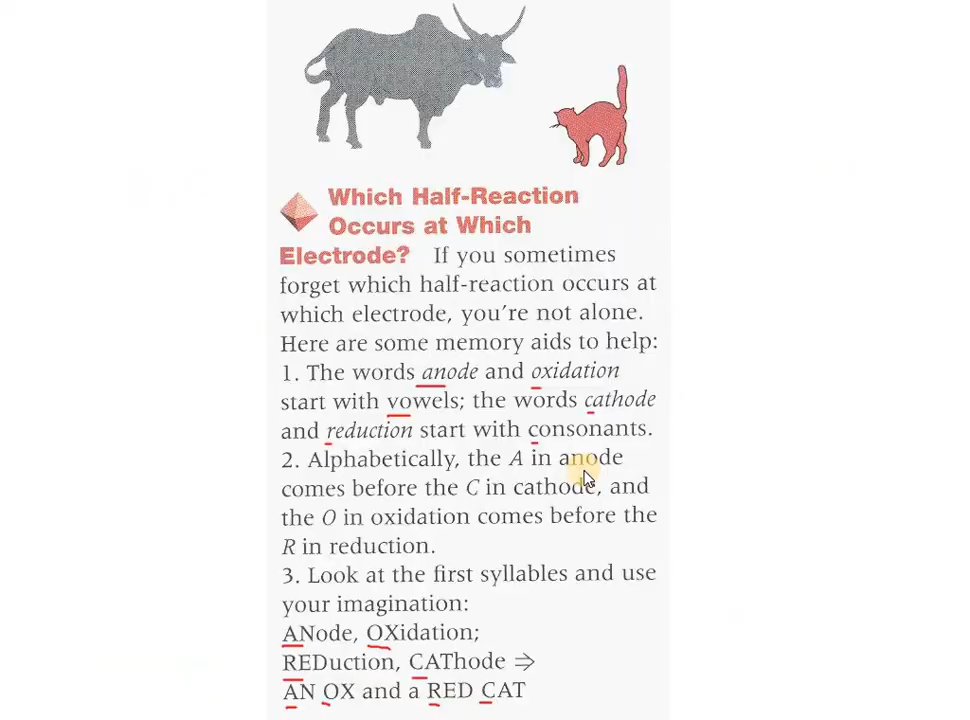 Which Half-Reaction
Occurs at Which
Electrode? If you sometimes
forget which half-reaction occurs at
which electrode, you're not alone.
Here are some memory aids to help:
1. The words anode and oxidation
start with vowels; the words cathode
and reduction start with consonants.
2. Alphabetically, the A in anode
comes before the C in cathode, and
the O in oxidation comes before the
R in reduction.
3. Look at the first syllables and use
your imagination:
ANode, OXidation;
REDuction, CAThode ⇒
AN OX and a RED CAT